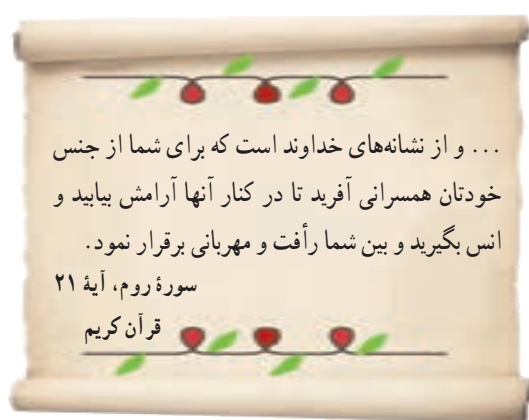 ... و از نشانه‌های خداوند است که برای شما از جنس
خودتان همسرانی آفرید تا در کنار آنها آرامش بیابید و
انس بگیرید و بین شما رأفت و مهربانی برقرار نمود.
سورهٔ روم، آیهٔ ۲۱
قرآن کریم